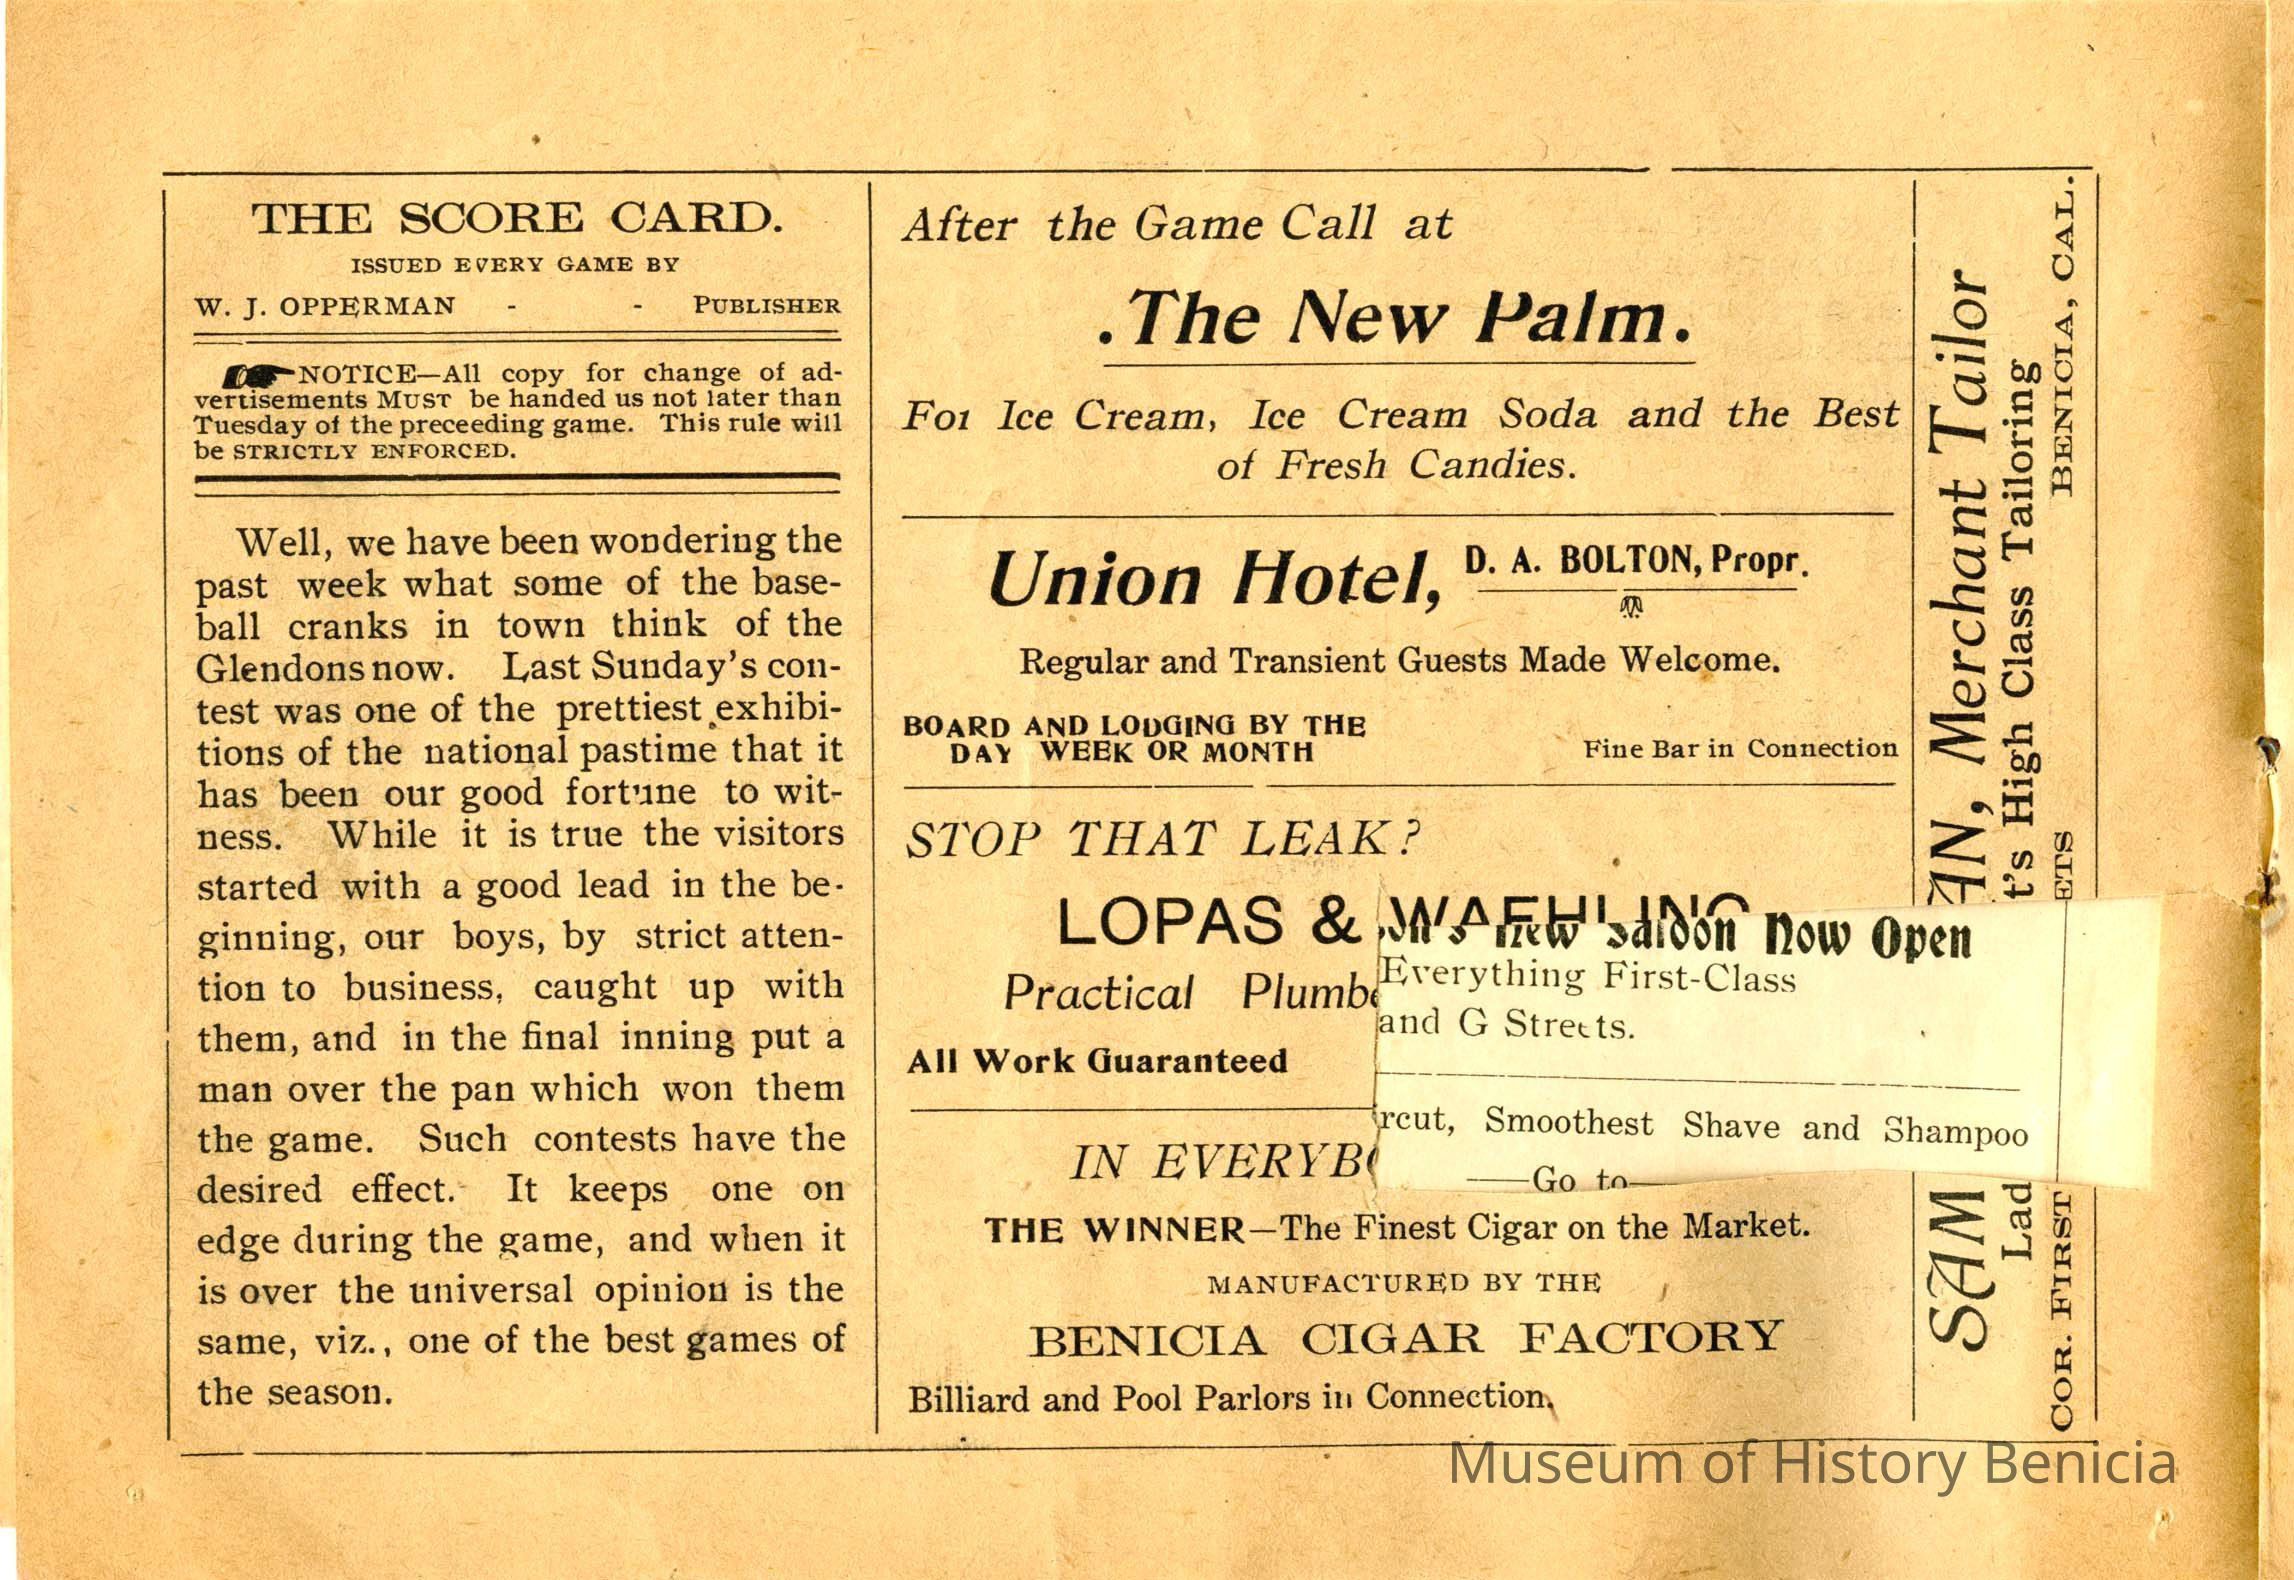 THE SCORE CARD.
ISSUED EVERY GAME BY
W. J. OPPERMAN - - PUBLISHER
NOTICE—All copy for change of ad-
vertisements MUST be handed us not later than
Tuesday of the preceeding game. This rule will
be STRICTLY ENFORCED.
Well, we have been wondering the
past week what some of the base-
ball cranks in town think of the
Glendons now. Last Sunday's con-
test was one of the prettiest exhibi-
tions of the national pastime that it
has been our good fortune to wit-
ness. While it is true the visitors
started with a good lead in the be-
ginning, our boys, by strict atten-
tion to business, caught up with
them, and in the final inning put a
man over the pan which won them
the game. Such contests have the
desired effect. It keeps one on
edge during the game, and when it
is over the universal opinion is the
same, viz., one of the best games of
the season.
After the Game Call at
.The New Palm.
For Ice Cream, Ice Cream Soda and the Best
of Fresh Candies.
Union Hotel, D. A. BOLTON, Propr.
Regular and Transient Guests Made Welcome.
BOARD AND LODGING BY THE
DAY WEEK OR MONTH
Fine Bar in Connection
STOP THAT LEAK?
LOPAS &
Practical Plumb
All Work Guaranteed
new Saloon Now Open
Everything First-Class
and G Streets.
rcut, Smoothest Shave and Shampoo
—Go to—
IN EVERYB
THE WINNER—The Finest Cigar on the Market.
MANUFACTURED BY THE
BENICIA CIGAR FACTORY
Billiard and Pool Parlors in Connection.
SAM AN, Merchant Tailor
Lad t's High Class Tailoring
COR. FIRST ETS BENICIA, CAL.
Museum of History Benicia